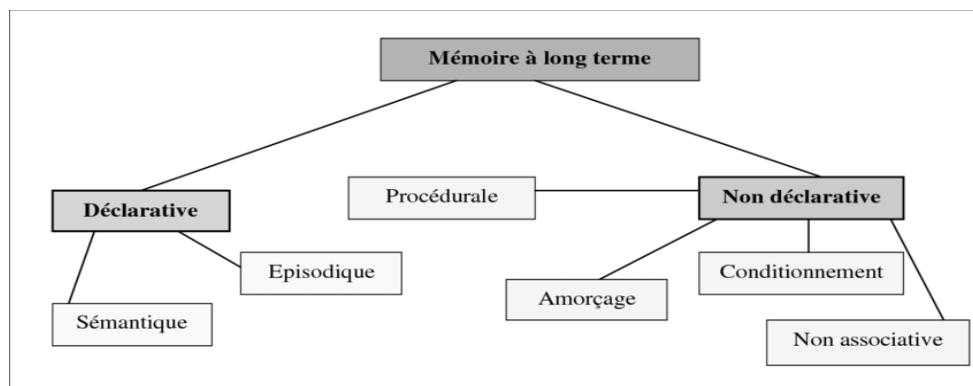 Mémoire à long terme
Procédurale
Non déclarative
Déclarative
Episodique
Conditionnement
Amorçage
Sémantique
Non associative